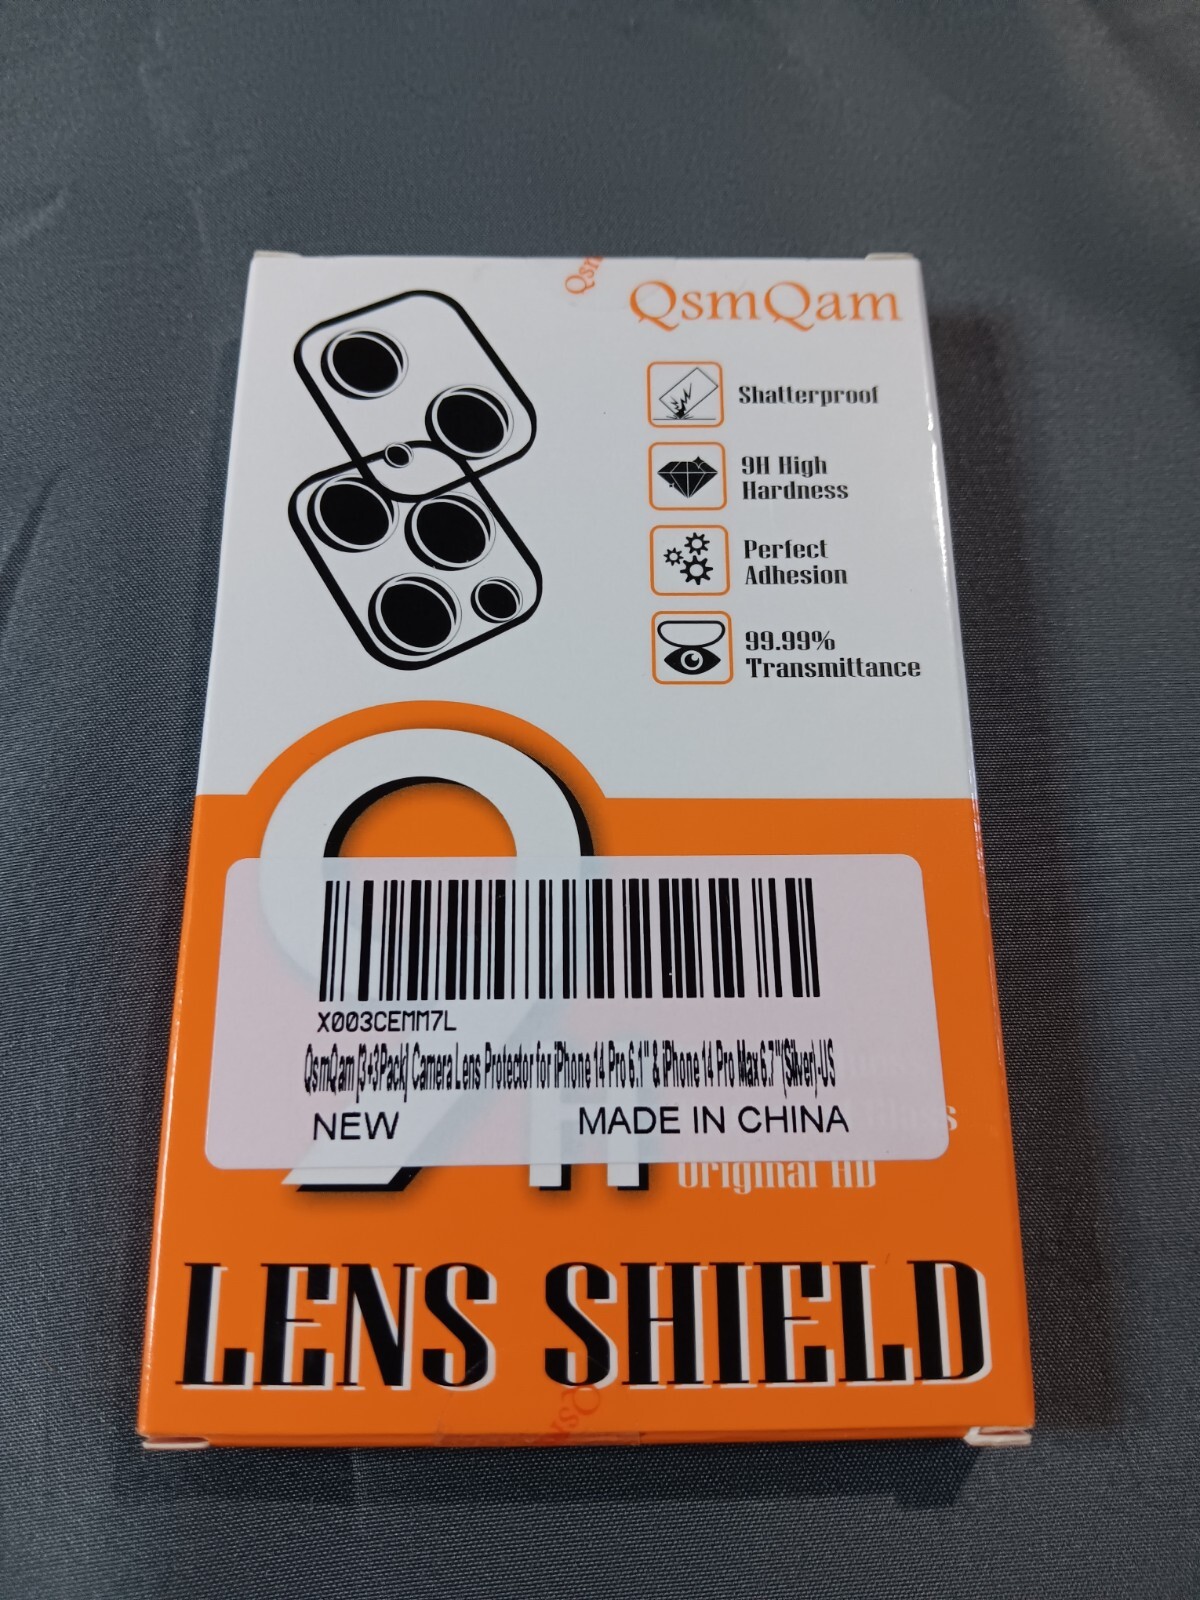 Qsm
QsmQam
Shatterproof
9H High
Hardness
Perfect
Adhesion
99.99%
Transmittance
X003CEMM7L
QsmQam [3+3Pack] Camera Lens Protector for iPhone 14 Pro 6.1" & iPhone 14 Pro Max 6.7"(Silver)-US
NEW
MADE IN CHINA
9H
Original HD
LENS SHIELD